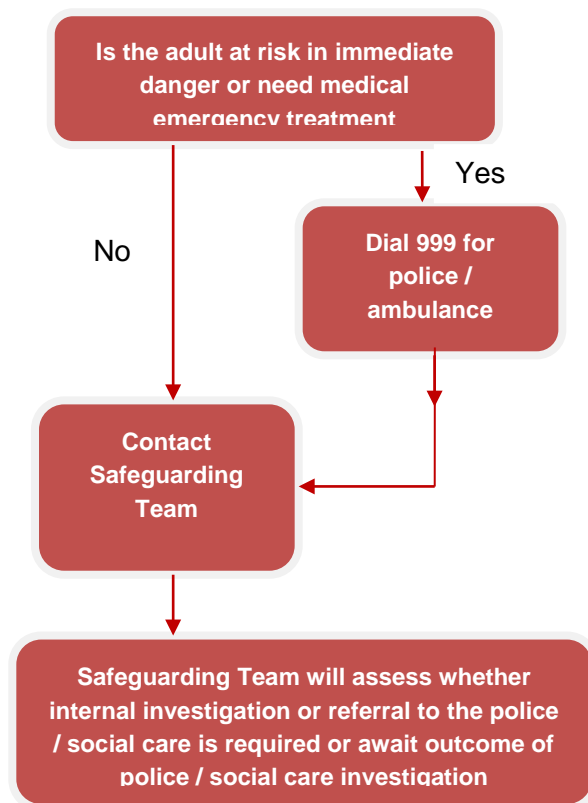 Is the adult at risk in immediate
danger or need medical
emergency treatment
Yes
No
Dial 999 for
police /
ambulance
Contact
Safeguarding
Team
Safeguarding Team will assess whether
internal investigation or referral to the police
/ social care is required or await outcome of
police / social care investigation